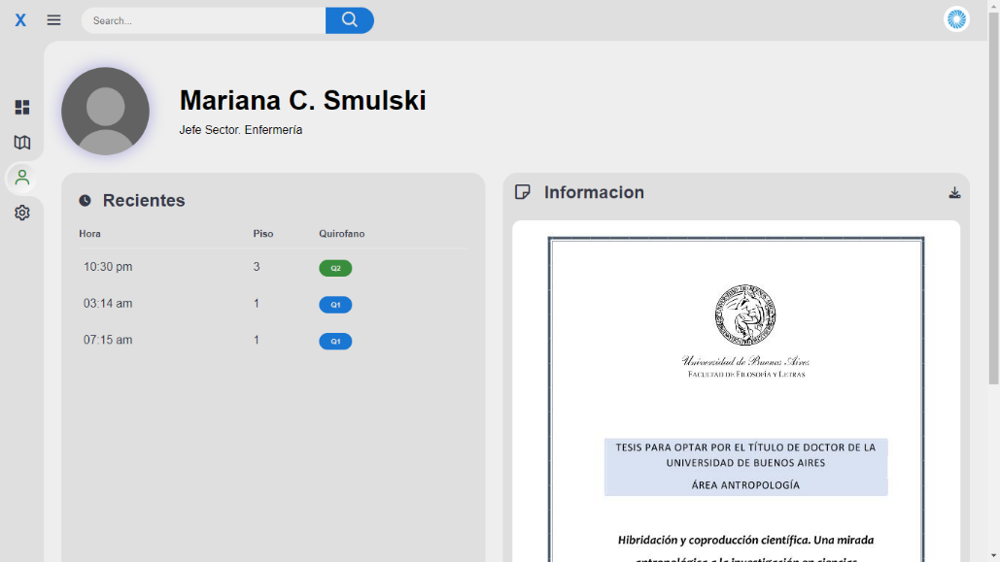 X
Search...
Mariana C. Smulski
Jefe Sector. Enfermería
Recientes
Hora Piso Quirofano
10:30 pm 3 Q2
03:14 am 1 Q1
07:15 am 1 Q1
Informacion
Universidad de Buenos Aires
FACULTAD DE FILOSOFÍA Y LETRAS
TESIS PARA OPTAR POR EL TÍTULO DE DOCTOR DE LA
UNIVERSIDAD DE BUENOS AIRES
ÁREA ANTROPOLOGÍA
Hibridación y coproducción científica. Una mirada
antropológica a la investigación en ciencias